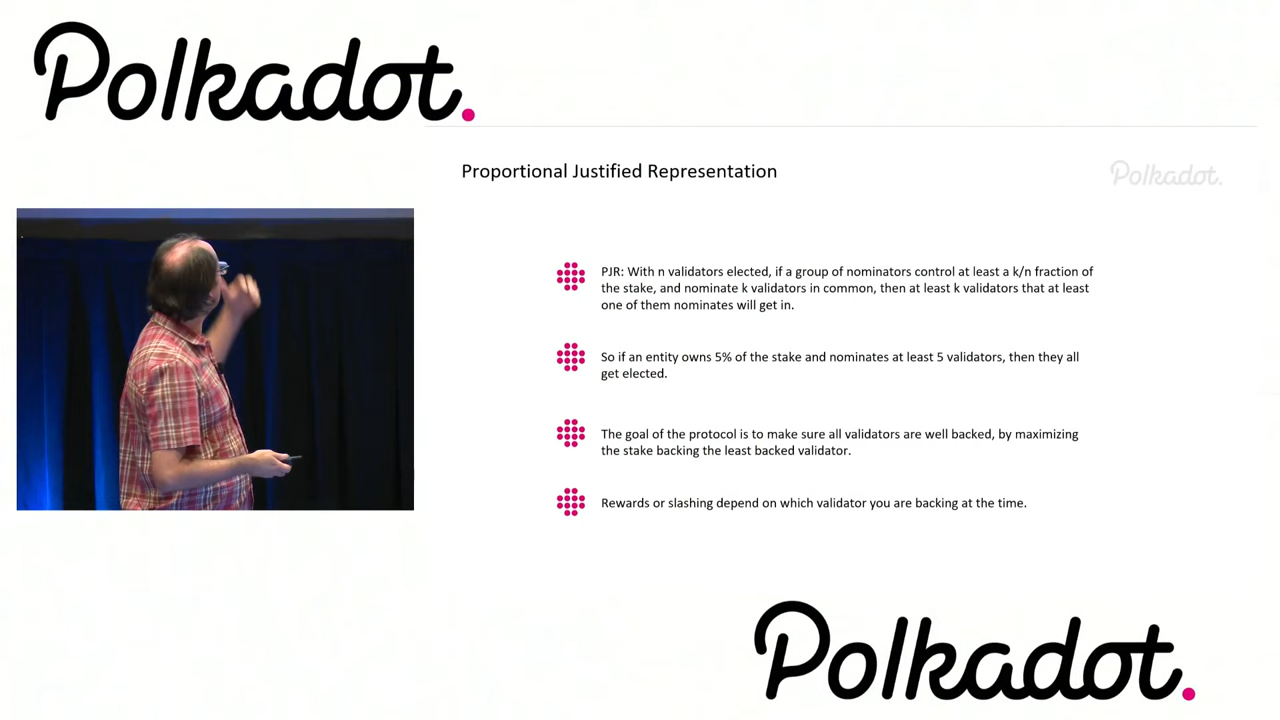 Polkadot.
Proportional Justified Representation
Polkadot.
PJR: With n validators elected, if a group of nominators control at least a k/n fraction of
the stake, and nominate k validators in common, then at least k validators that at least
one of them nominates will get in.
So if an entity owns 5% of the stake and nominates at least 5 validators, then they all
get elected.
The goal of the protocol is to make sure all validators are well backed, by maximizing
the stake backing the least backed validator.
Rewards or slashing depend on which validator you are backing at the time.
Polkadot.